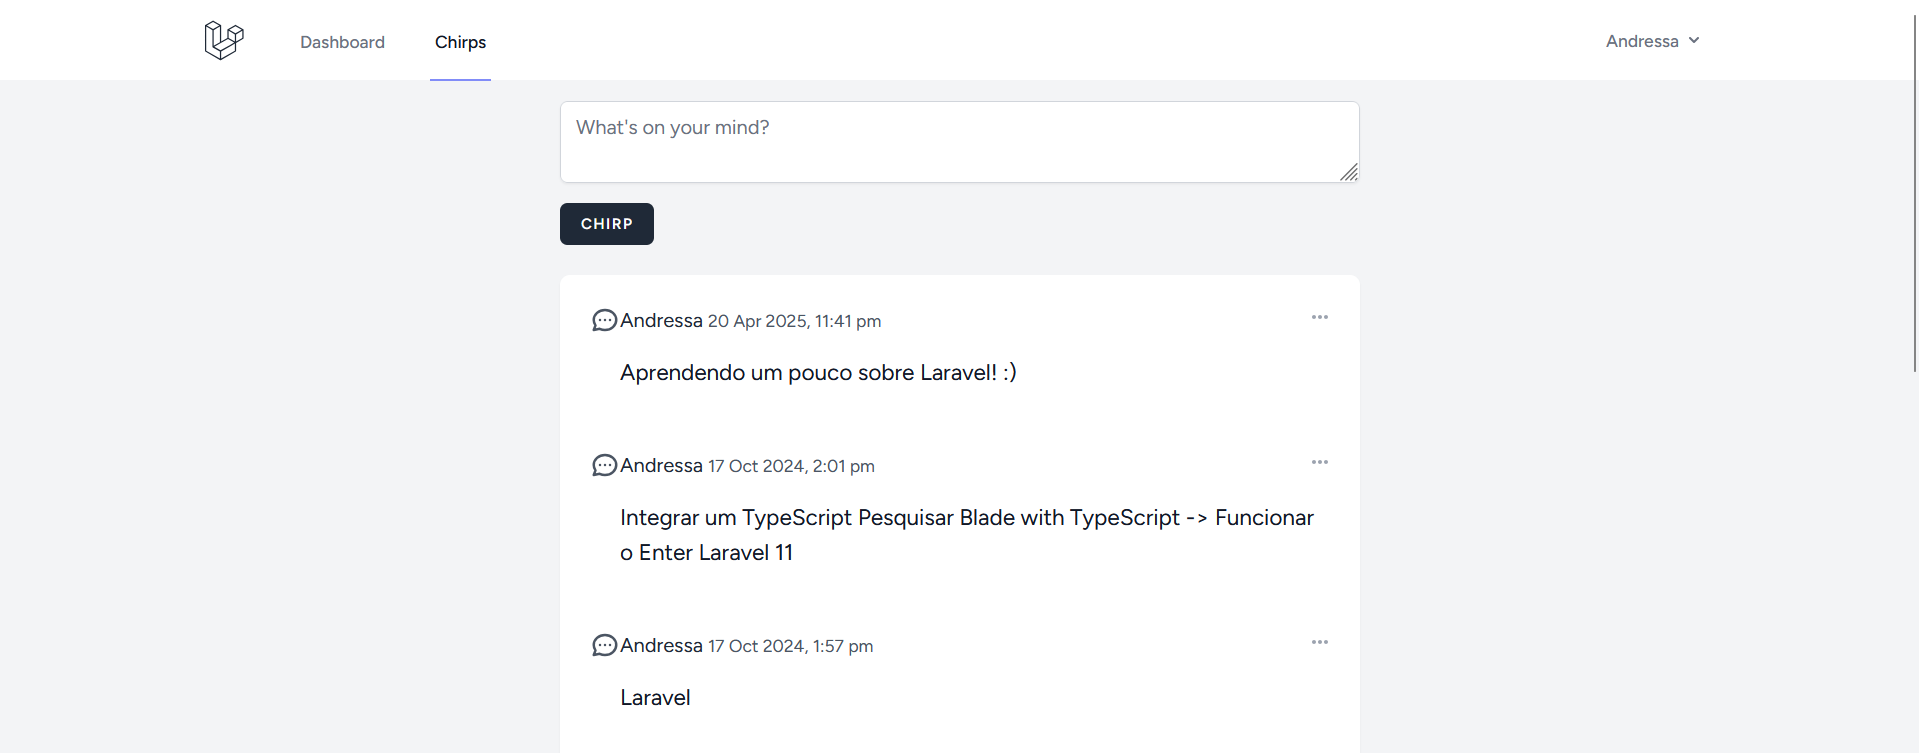 Dashboard
Chirps
Andressa
What's on your mind?
CHIRP
Andressa 20 Apr 2025, 11:41 pm
Aprendendo um pouco sobre Laravel! :)
Andressa 17 Oct 2024, 2:01 pm
Integrar um TypeScript Pesquisar Blade with TypeScript -> Funcionar
o Enter Laravel 11
Andressa 17 Oct 2024, 1:57 pm
Laravel